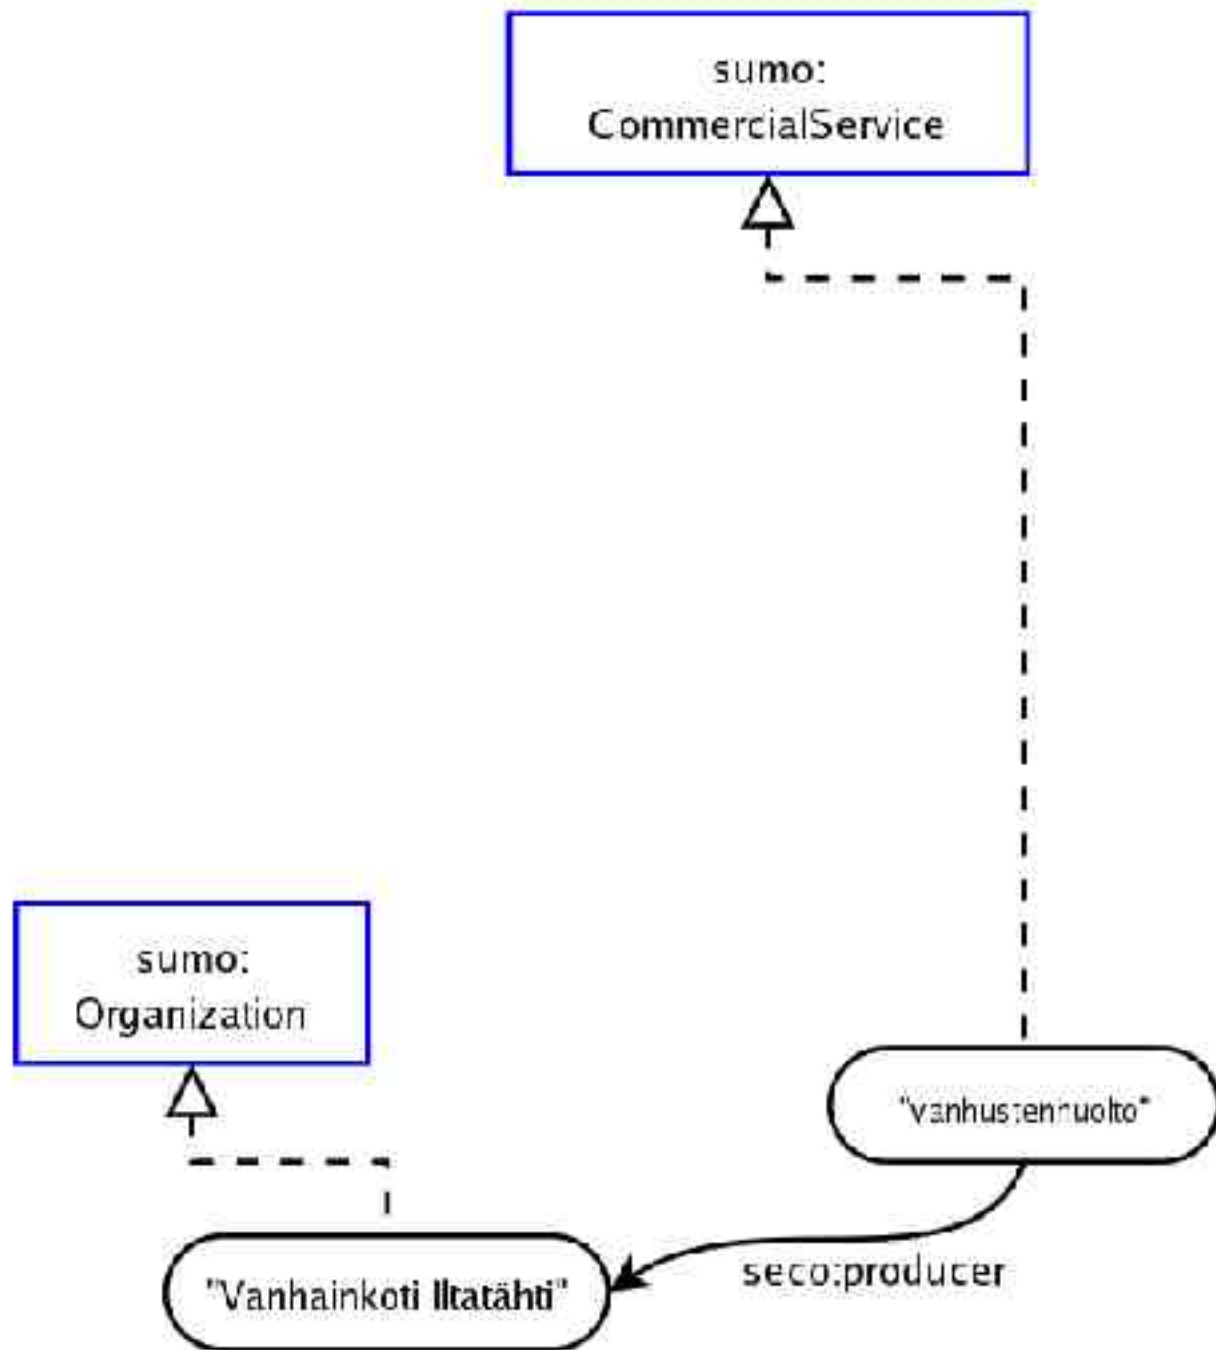 sumo:
CommercialService
sumo:
Organization
"vanhustenhuolto"
"Vanhainkoti Iltatähti"
seco:producer